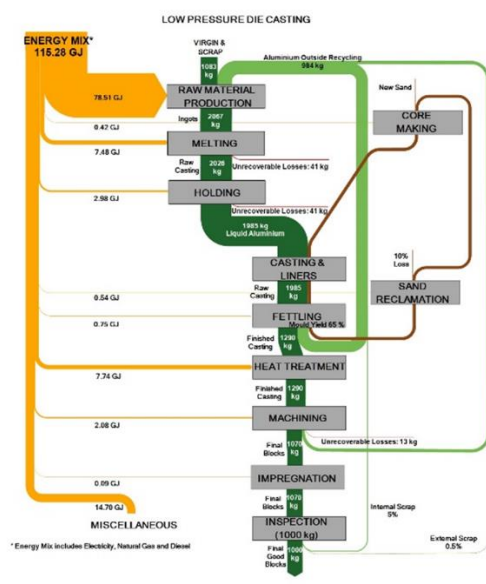 LOW PRESSURE DIE CASTING
ENERGY MIX*
115.28 GJ
VIRGIN &
SCRAP
1083
kg
Aluminium Outside Recycling
984 kg
78.51 GJ
RAW MATERIAL
PRODUCTION
New Sand
0.42 GJ
Ingots
2067
kg
CORE
MAKING
7.48 GJ
MELTING
Raw
Casting
2026
kg
Unrecoverable Losses: 41 kg
2.98 GJ
HOLDING
Unrecoverable Losses: 41 kg
1985 kg
Liquid Aluminium
CASTING &
LINERS
10%
Loss
0.54 GJ
Raw
Casting
1985
kg
SAND
RECLAMATION
0.75 GJ
FETTLING
Mould Yield 65 %
Finished
Casting
1290
kg
7.74 GJ
HEAT TREATMENT
Finished
Casting
1290
kg
2.08 GJ
MACHINING
Final
Blocks
1070
kg
Unrecoverable Losses: 13 kg
0.09 GJ
IMPREGNATION
14.70 GJ
Final
Blocks
1070
kg
Internal Scrap
5%
MISCELLANEOUS
INSPECTION
(1000 kg)
* Energy Mix includes Electricity, Natural Gas and Diesel
Final
Good
Blocks
1000
kg
External Scrap
0.5%